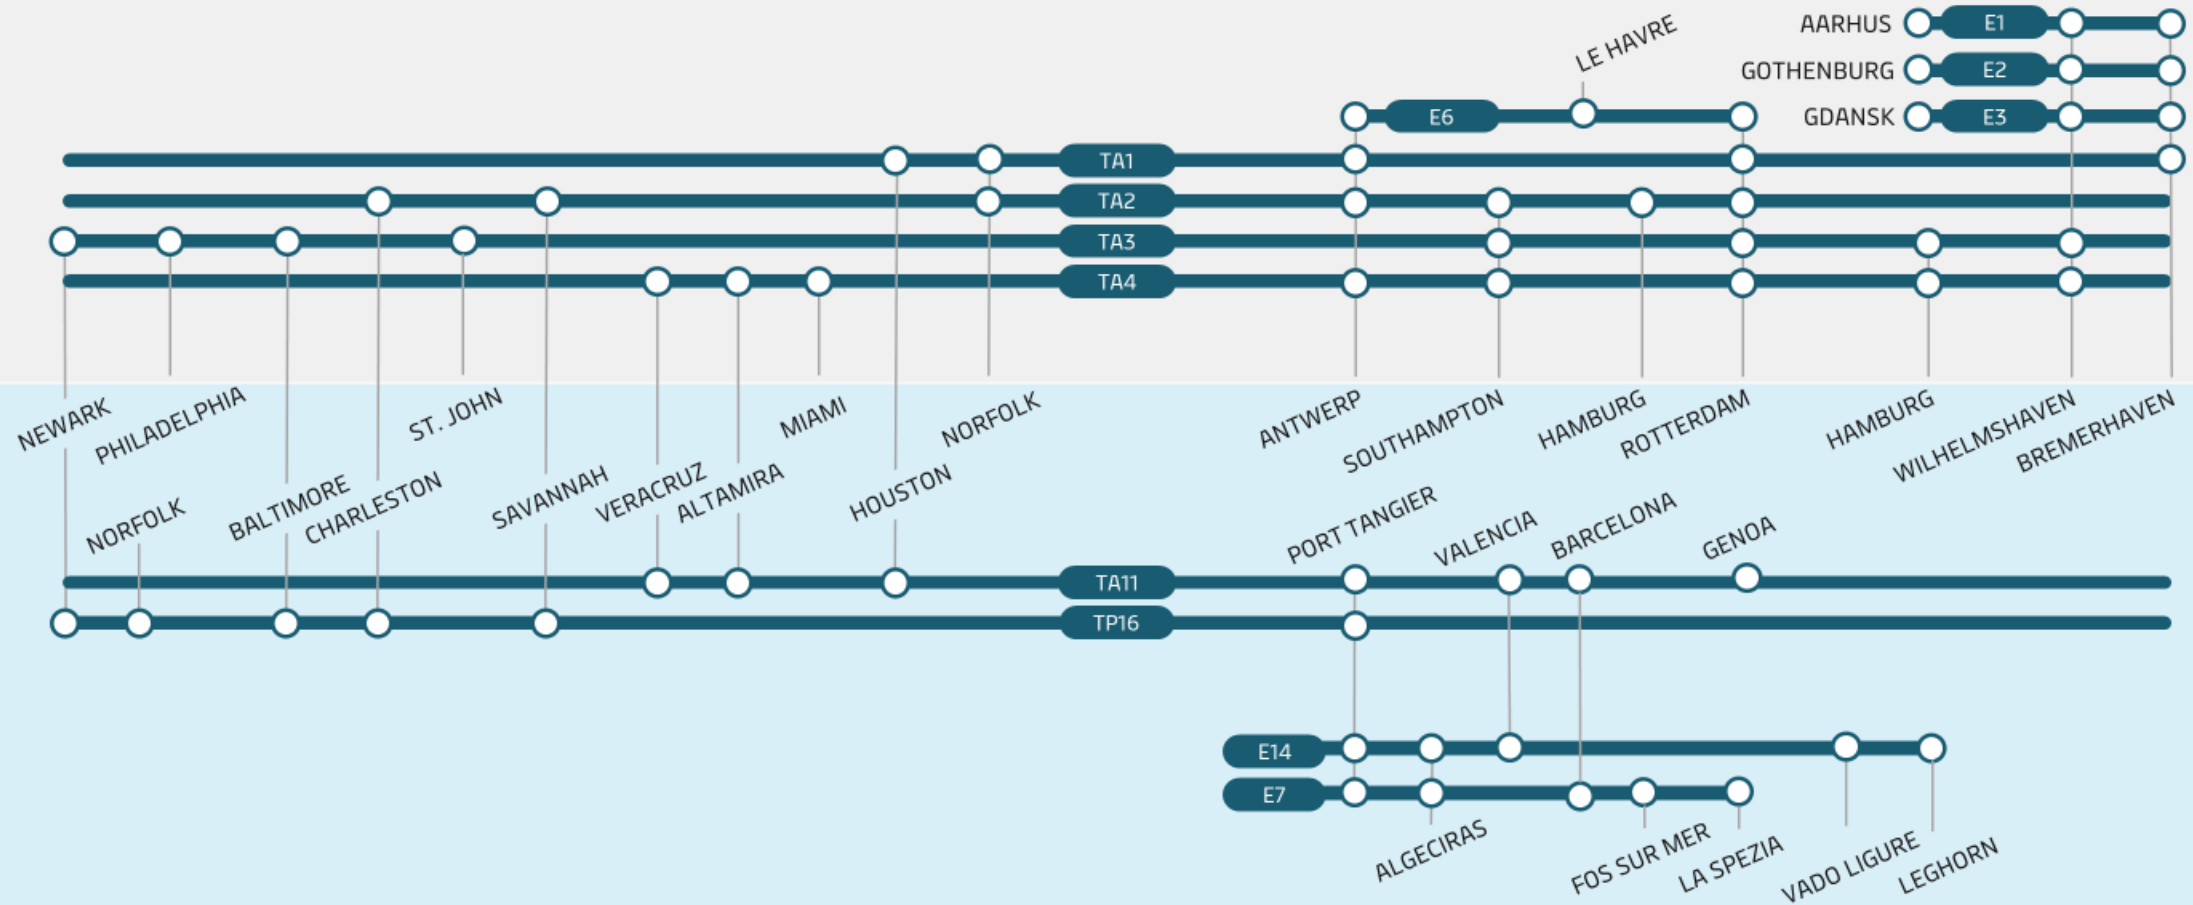 AARHUS
E1
LE HAVRE
GOTHENBURG
E2
E6
GDANSK
E3
TA1
TA2
TA3
TA4
NEWARK
PHILADELPHIA
ST. JOHN
MIAMI
NORFOLK
ANTWERP
SOUTHAMPTON
HAMBURG
ROTTERDAM
HAMBURG
WILHELMSHAVEN
BREMERHAVEN
NORFOLK
BALTIMORE
CHARLESTON
SAVANNAH
VERACRUZ
ALTAMIRA
HOUSTON
PORT TANGIER
VALENCIA
BARCELONA
GENOA
TA11
TP16
E14
E7
ALGECIRAS
FOS SUR MER
LA SPEZIA
VADO LIGURE
LEGHORN